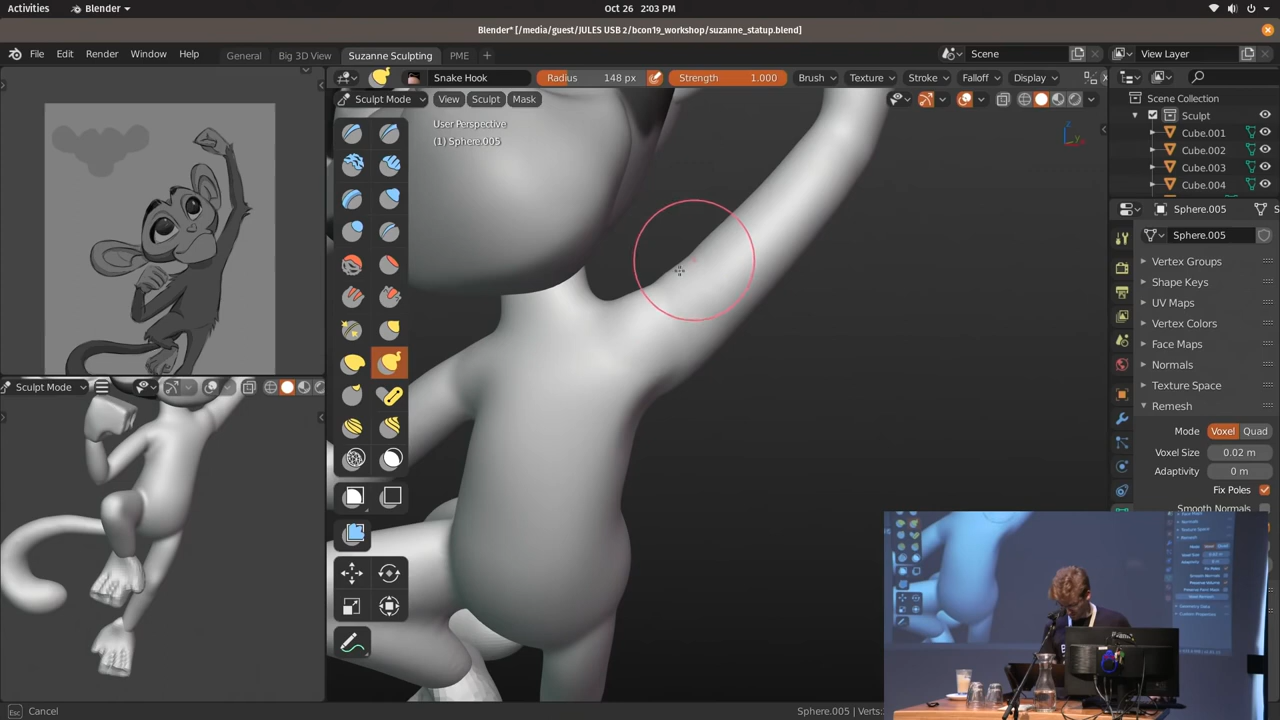 Activities
Blender
Oct 26 2:03 PM
Blender* [/media/guest/JULES USB 2/bcon19_workshop/suzanne_statup.blend]
File Edit Render Window Help
General Big 3D View Suzanne Sculpting PME +
Scene
View Layer
Snake Hook
Radius 148 px
Strength 1.000
Brush Texture Stroke Falloff Display
Sculpt Mode View Sculpt Mask
User Perspective
(1) Sphere.005
Scene Collection
Sculpt
Cube.001
Cube.002
Cube.003
Cube.004
Sphere.005
Sphere.005
Vertex Groups
Shape Keys
UV Maps
Vertex Colors
Face Maps
Normals
Texture Space
Remesh
Mode Voxel Quad
Voxel Size 0.02 m
Adaptivity 0 m
Fix Poles
Smooth Normals
Sculpt Mode
Esc Cancel
Sphere.005 | Verts: